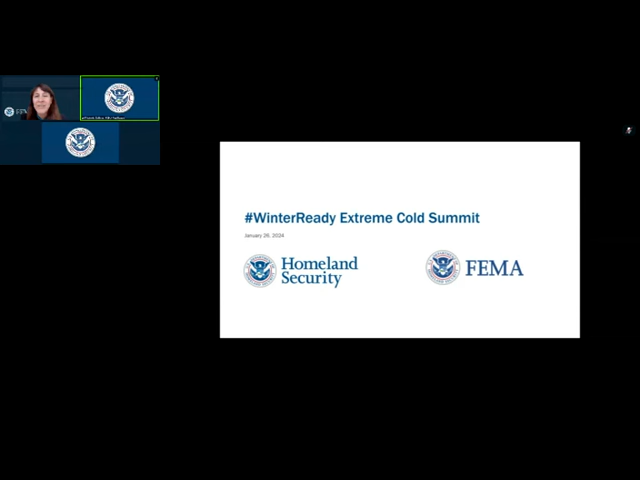 #WinterReady Extreme Cold Summit
January 26, 2024
Homeland
Security
FEMA